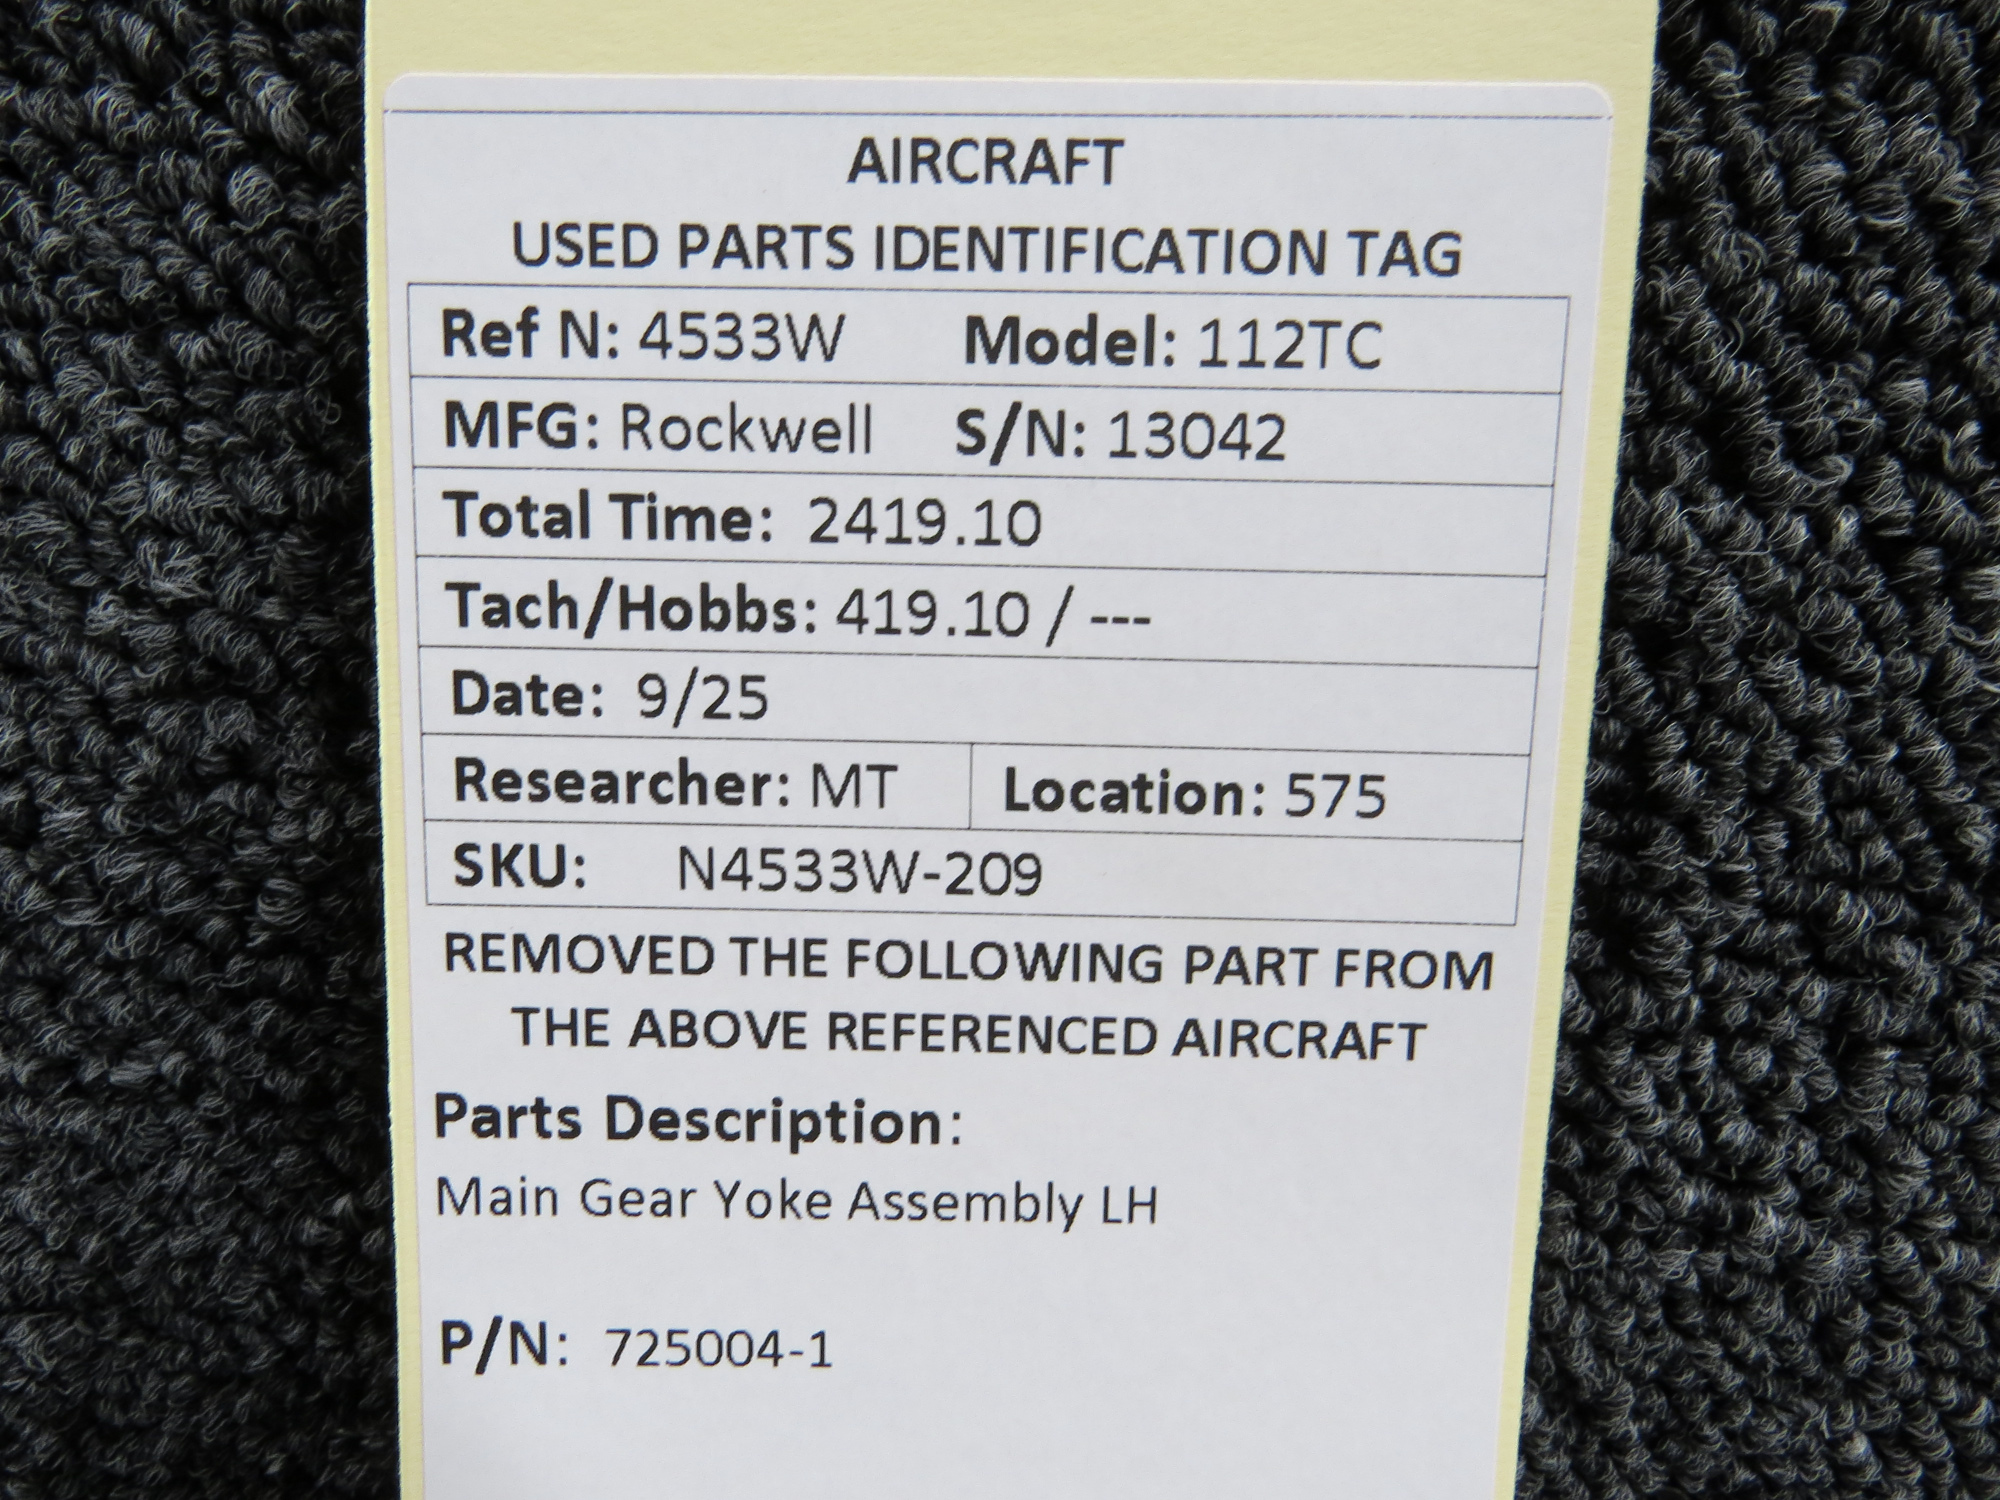 AIRCRAFT
USED PARTS IDENTIFICATION TAG
Ref N: 4533W Model: 112TC
MFG: Rockwell S/N: 13042
Total Time: 2419.10
Tach/Hobbs: 419.10 / ---
Date: 9/25
Researcher: MT Location: 575
SKU: N4533W-209
REMOVED THE FOLLOWING PART FROM
THE ABOVE REFERENCED AIRCRAFT
Parts Description:
Main Gear Yoke Assembly LH
P/N: 725004-1